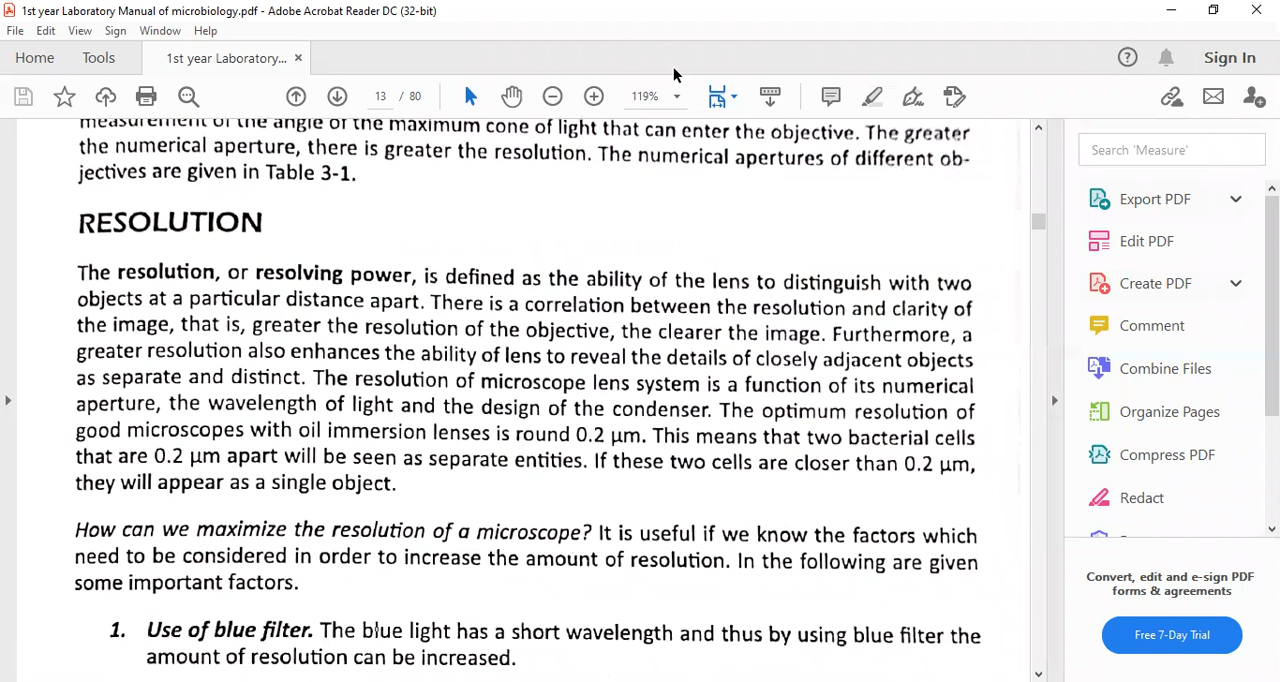 1st year Laboratory Manual of microbiology.pdf - Adobe Acrobat Reader DC (32-bit)
File Edit View Sign Window Help
Home Tools 1st year Laboratory... × Sign In
13 / 80 119%
measurement of the angle of the maximum cone of light that can enter the objective. The greater
the numerical aperture, there is greater the resolution. The numerical apertures of different ob-
jectives are given in Table 3-1.
RESOLUTION
The resolution, or resolving power, is defined as the ability of the lens to distinguish with two
objects at a particular distance apart. There is a correlation between the resolution and clarity of
the image, that is, greater the resolution of the objective, the clearer the image. Furthermore, a
greater resolution also enhances the ability of lens to reveal the details of closely adjacent objects
as separate and distinct. The resolution of microscope lens system is a function of its numerical
aperture, the wavelength of light and the design of the condenser. The optimum resolution of
good microscopes with oil immersion lenses is round 0.2 µm. This means that two bacterial cells
that are 0.2 µm apart will be seen as separate entities. If these two cells are closer than 0.2 µm,
they will appear as a single object.
How can we maximize the resolution of a microscope? It is useful if we know the factors which
need to be considered in order to increase the amount of resolution. In the following are given
some important factors.
1. Use of blue filter. The blue light has a short wavelength and thus by using blue filter the
amount of resolution can be increased.
Search 'Measure'
Export PDF
Edit PDF
Create PDF
Comment
Combine Files
Organize Pages
Compress PDF
Redact
Convert, edit and e-sign PDF
forms & agreements
Free 7-Day Trial